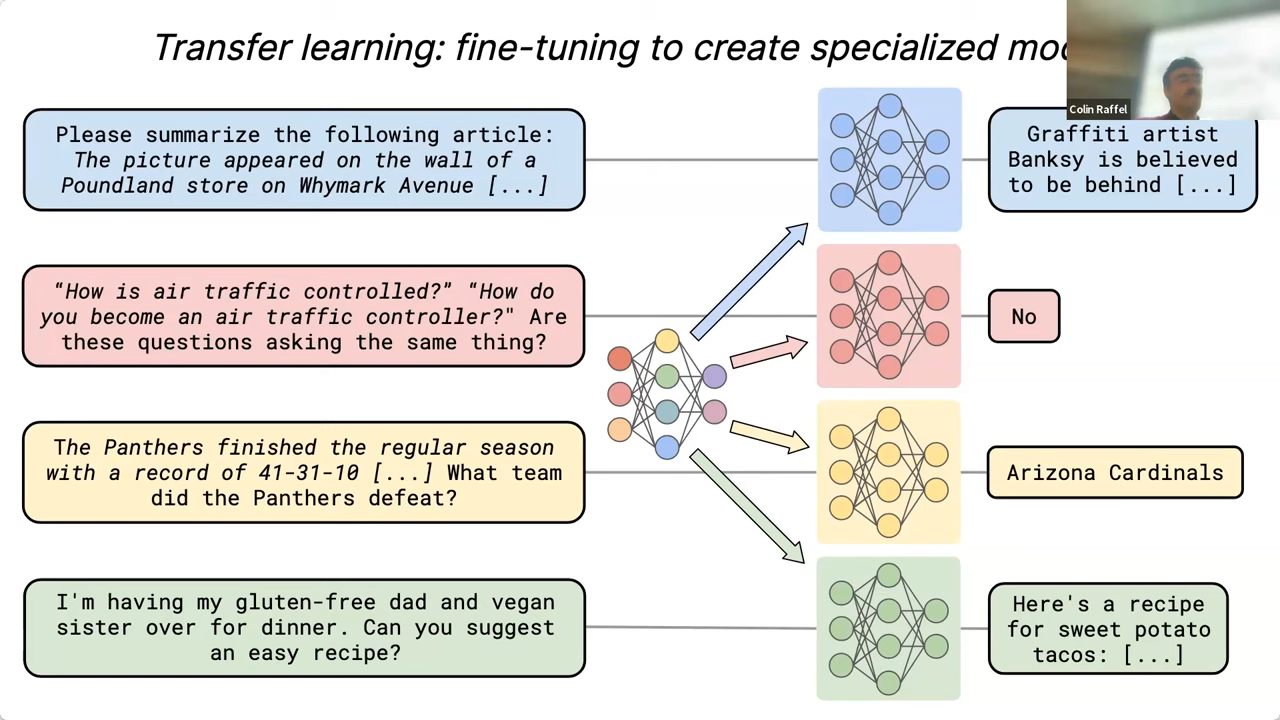 Transfer learning: fine-tuning to create specialized
Colin Raffel
Please summarize the following article:
The picture appeared on the wall of a
Poundland store on Whymark Avenue [...]
Graffiti artist
Banksy is believed
to be behind [...]
“How is air traffic controlled?” “How do
you become an air traffic controller?" Are
these questions asking the same thing?
No
The Panthers finished the regular season
with a record of 41-31-10 [...] What team
did the Panthers defeat?
Arizona Cardinals
I'm having my gluten-free dad and vegan
sister over for dinner. Can you suggest
an easy recipe?
Here's a recipe
for sweet potato
tacos: [...]